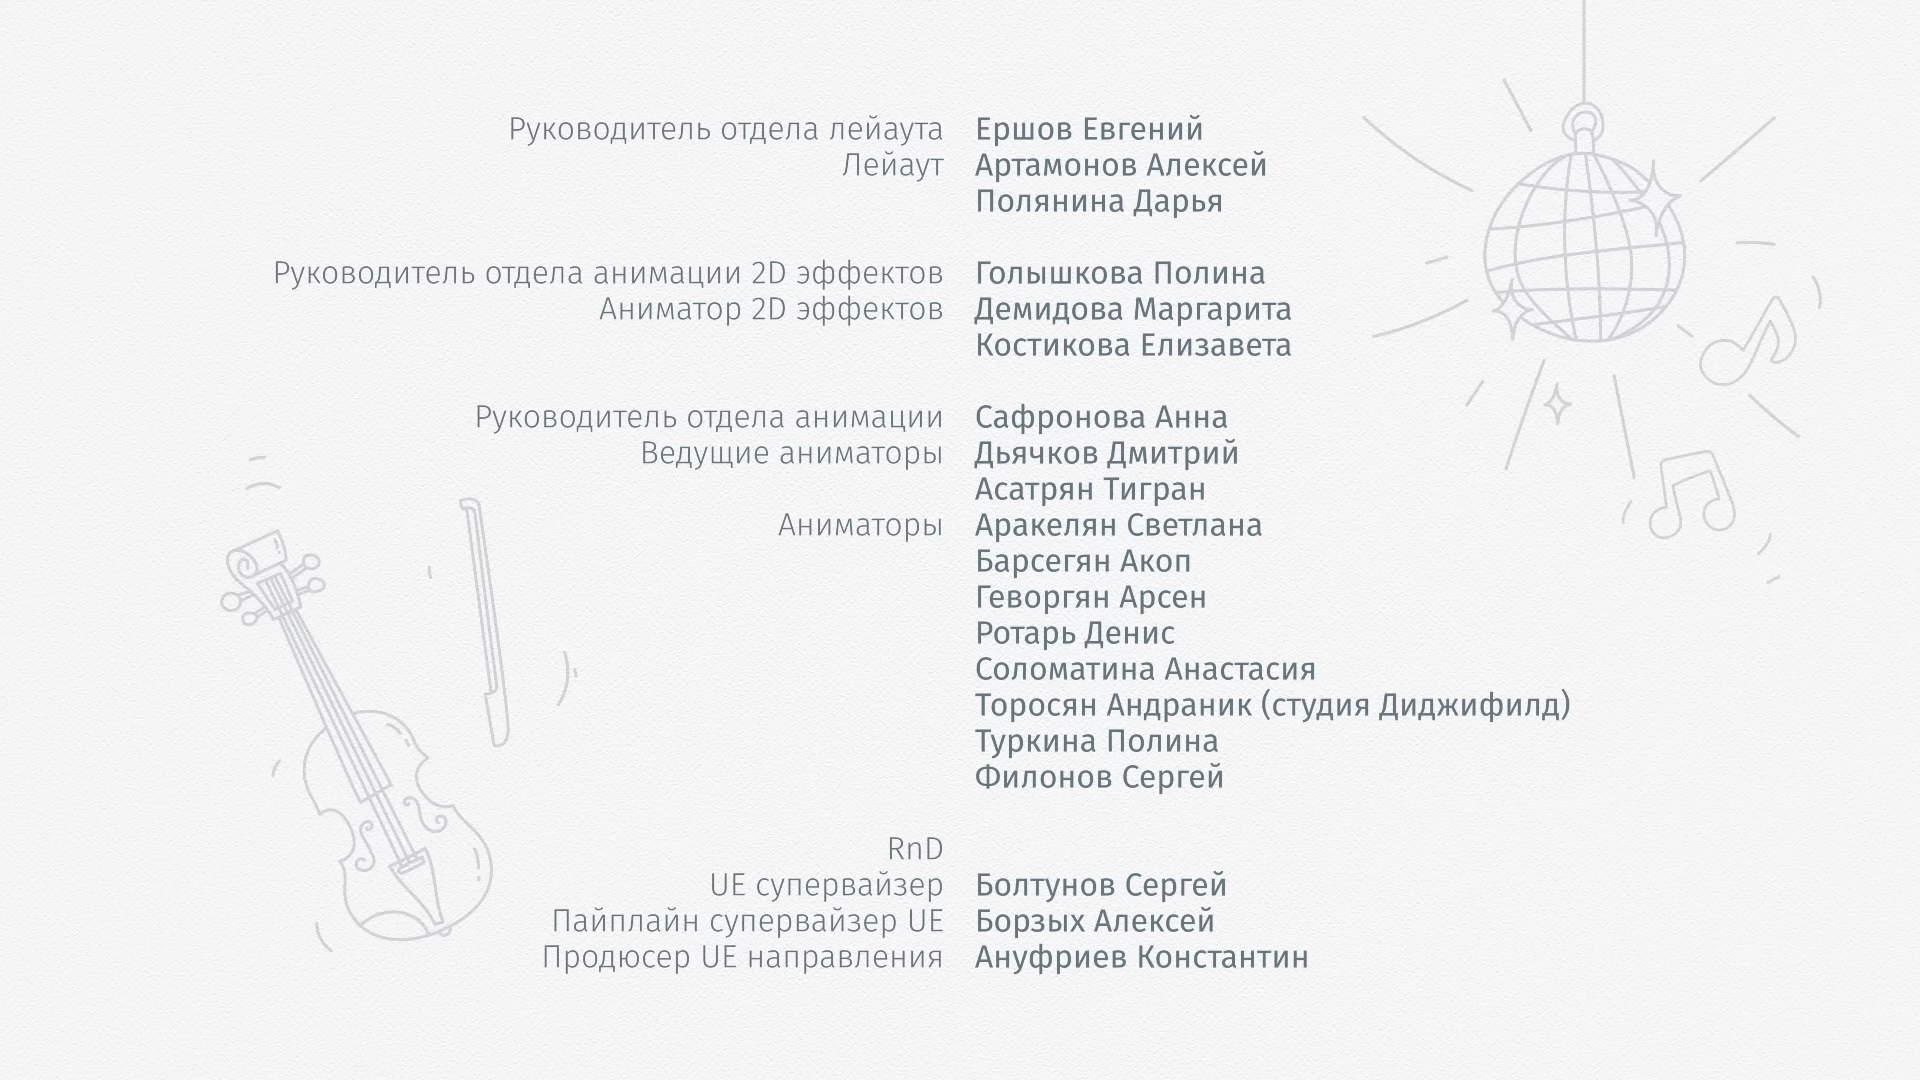 Руководитель отдела лейаута Ершов Евгений
Лейаут Артамонов Алексей
Полянина Дарья
Руководитель отдела анимации 2D эффектов Голышкова Полина
Аниматор 2D эффектов Демидова Маргарита
Костикова Елизавета
Руководитель отдела анимации Сафронова Анна
Ведущие аниматоры Дьячков Дмитрий
Асатрян Тигран
Аниматоры Аракелян Светлана
Барсегян Акоп
Геворгян Арсен
Ротарь Денис
Соломатина Анастасия
Торосян Андраник (студия Диджифилд)
Туркина Полина
Филонов Сергей
RnD
UE супервайзер Болтунов Сергей
Пайплайн супервайзер UE Борзых Алексей
Продюсер UE направления Ануфриев Константин